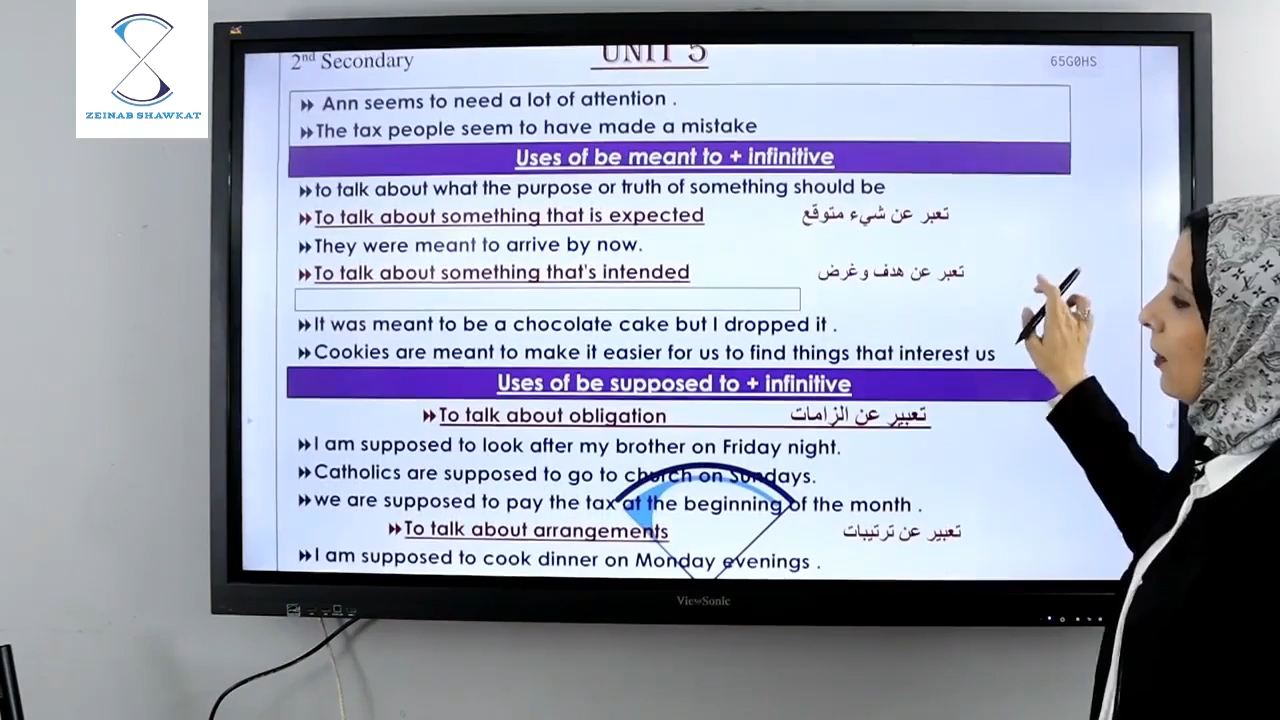 ZEINAB SHAWKAT
2nd Secondary
UNIT 5
65G0HS
Ann seems to need a lot of attention .
The tax people seem to have made a mistake
Uses of be meant to + infinitive
to talk about what the purpose or truth of something should be
To talk about something that is expected تعبر عن شيء متوقع
They were meant to arrive by now.
To talk about something that's intended تعبر عن هدف وغرض
It was meant to be a chocolate cake but I dropped it .
Cookies are meant to make it easier for us to find things that interest us
Uses of be supposed to + infinitive
To talk about obligation تعبير عن الزامات
I am supposed to look after my brother on Friday night.
Catholics are supposed to go to church on Sundays.
we are supposed to pay the tax at the beginning of the month .
To talk about arrangements تعبير عن ترتيبات
I am supposed to cook dinner on Monday evenings .
ViewSonic